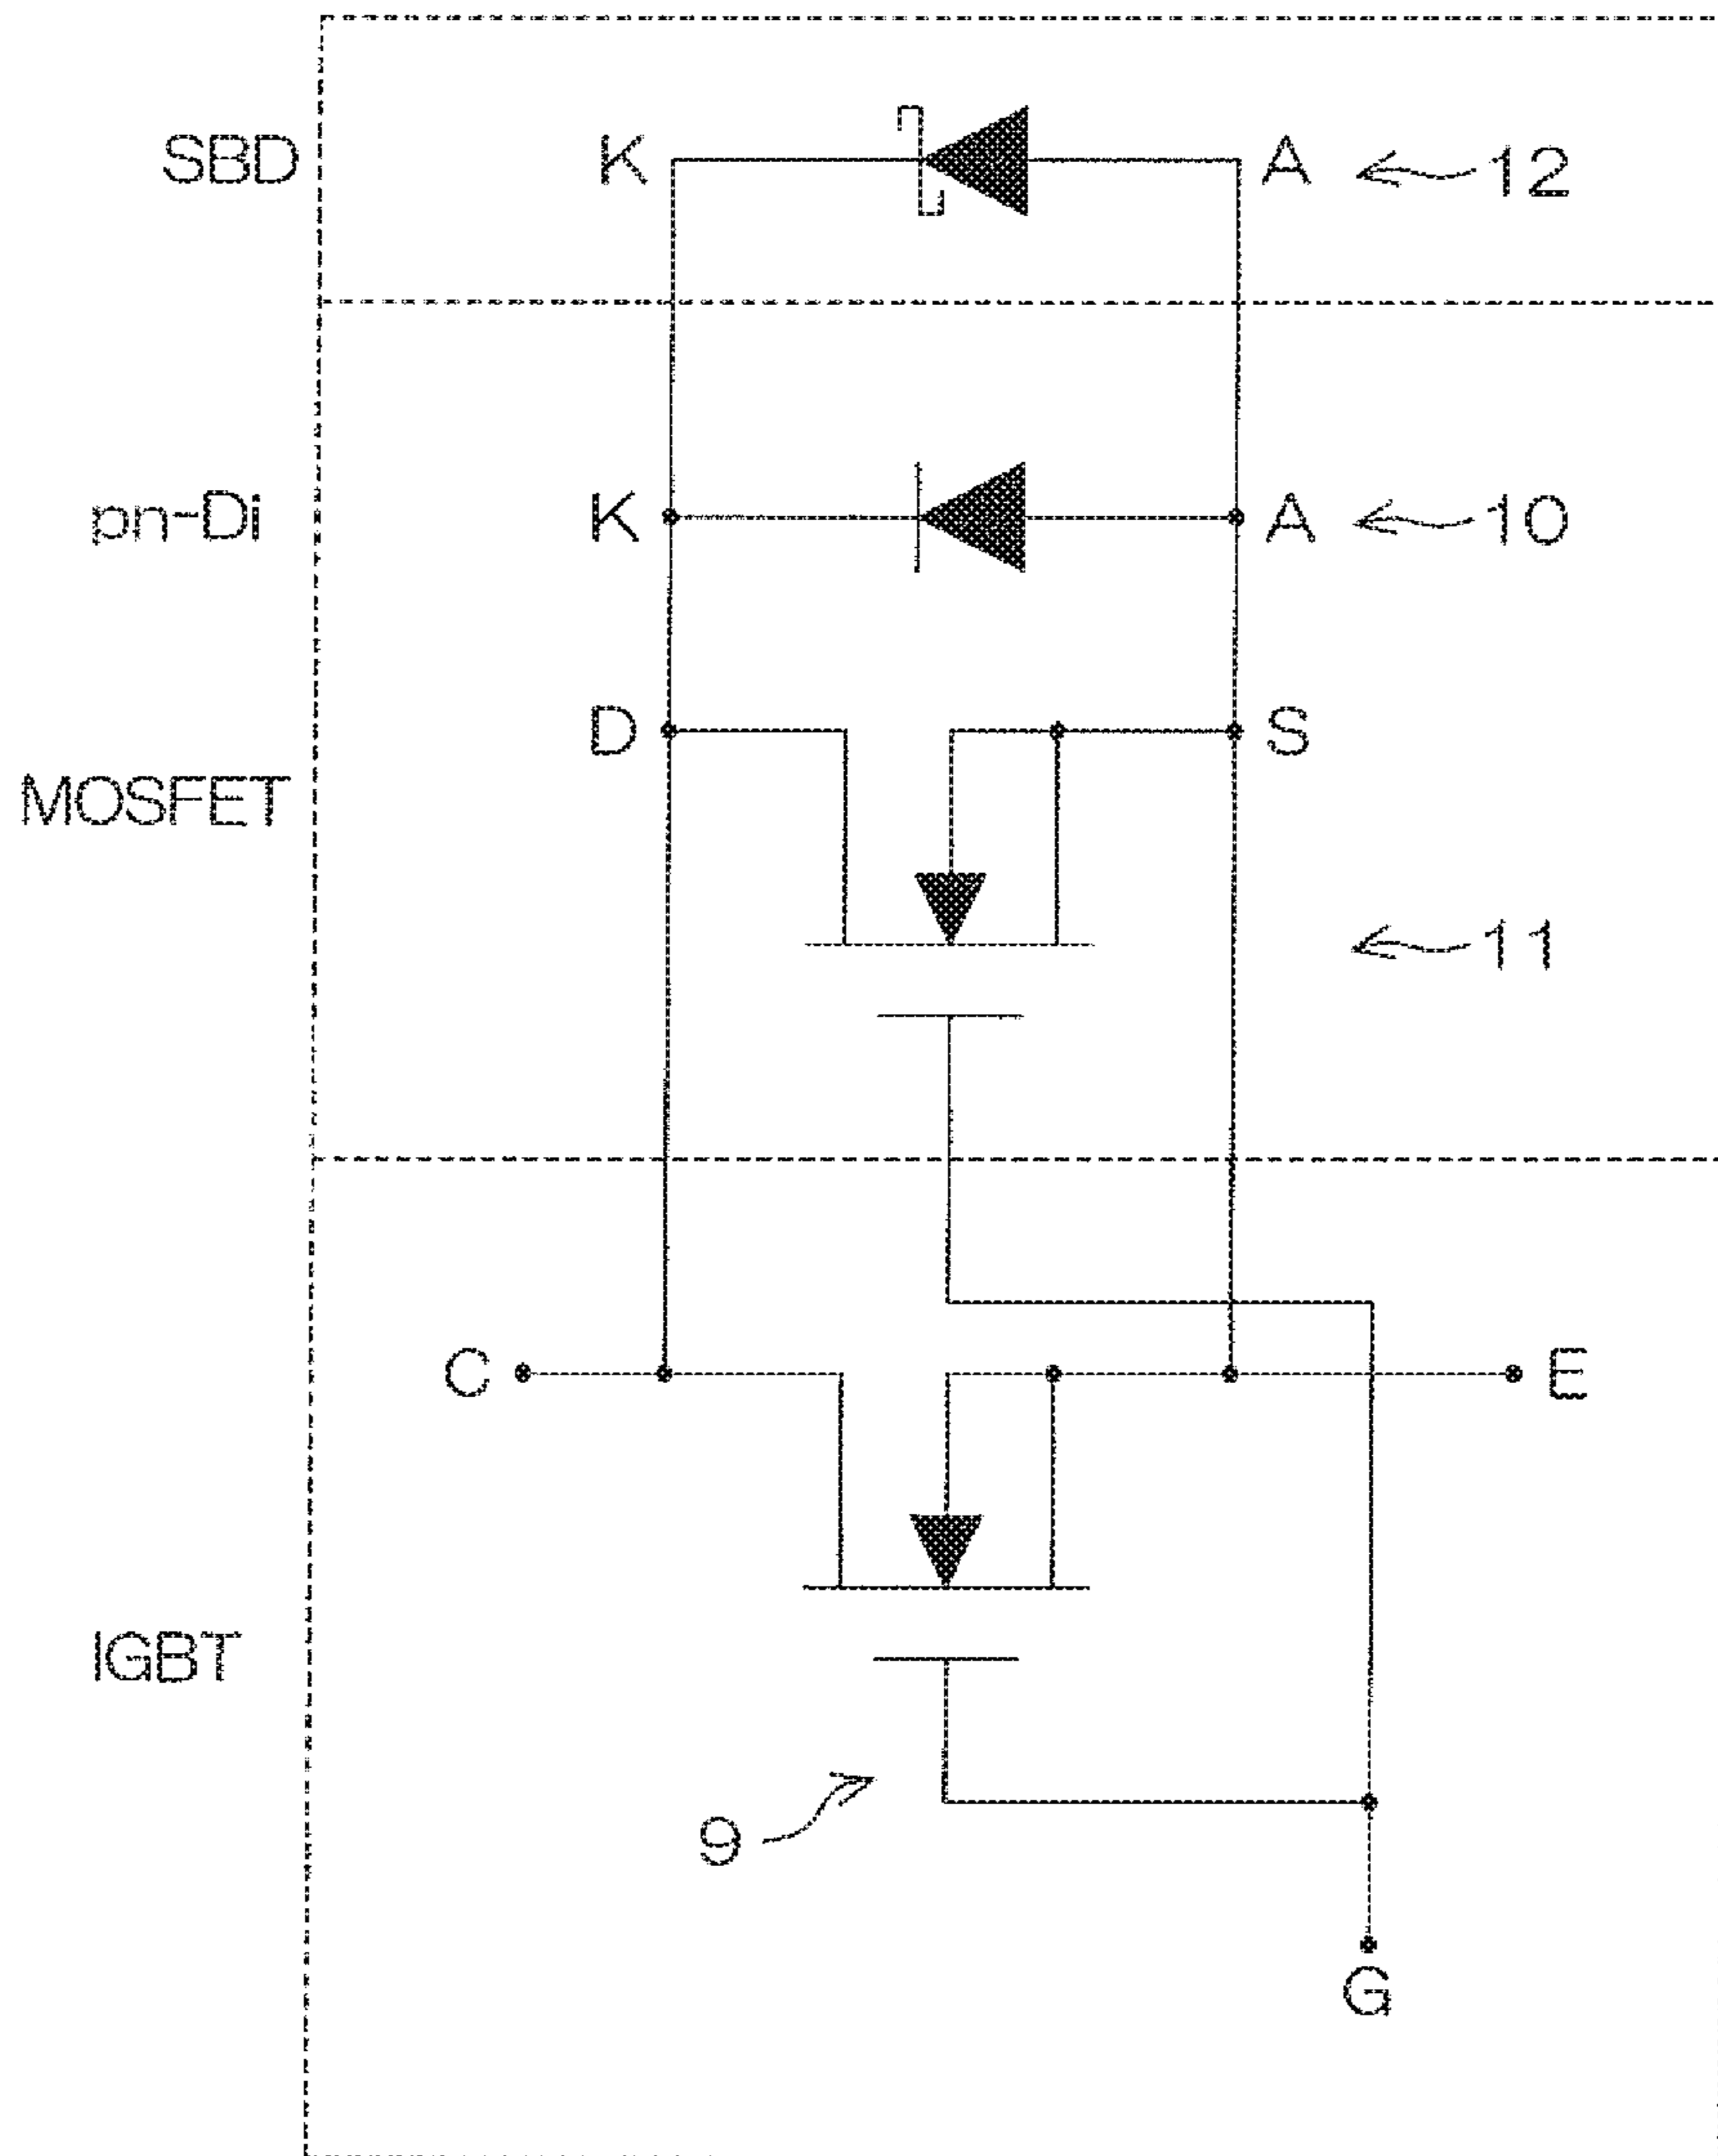 SBD K A 12
pn-Di K A 10
D S
MOSFET
11
C E
IGBT
9
G